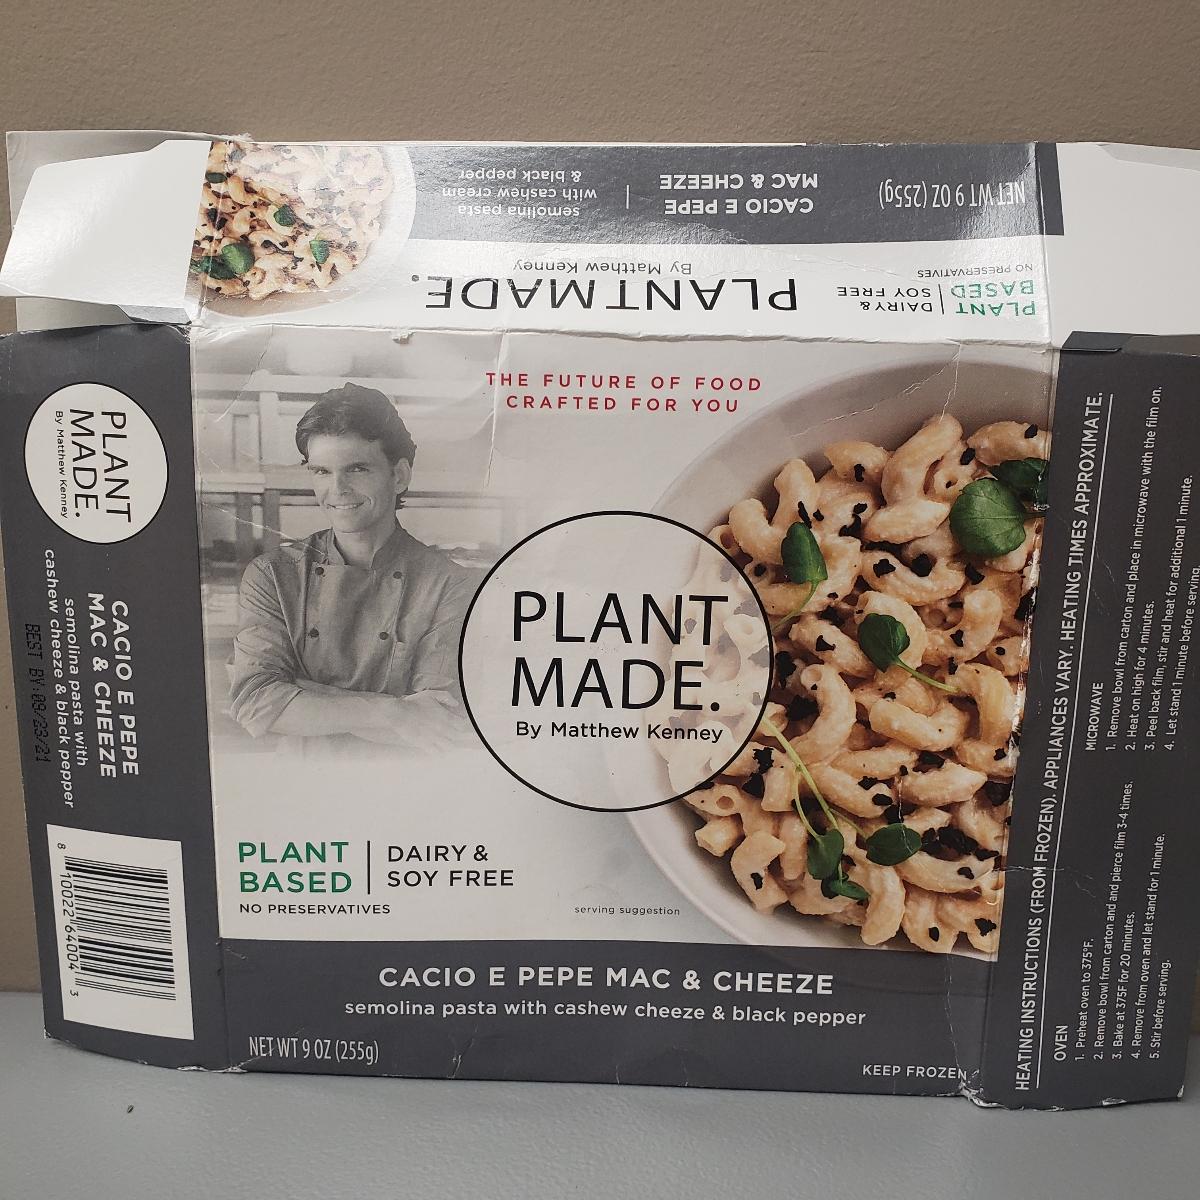 semolina pasta
with cashew cream
& black pepper
CACIO E PEPE
MAC & CHEEZE
NET WT 9 OZ (255g)
PLANTMADE.
By Matthew Kenney
PLANT
BASED
DAIRY &
SOY FREE
NO PRESERVATIVES
PLANT
MADE.
By Matthew Kenney
CACIO E PEPE
MAC & CHEEZE
semolina pasta with
cashew cheeze & black pepper
BEST BY:09/23/21
8 10022 64004 3
THE FUTURE OF FOOD
CRAFTED FOR YOU
PLANT
MADE.
By Matthew Kenney
PLANT
BASED
DAIRY &
SOY FREE
NO PRESERVATIVES
serving suggestion
CACIO E PEPE MAC & CHEEZE
semolina pasta with cashew cheeze & black pepper
NET WT 9 OZ (255g)
KEEP FROZEN
HEATING INSTRUCTIONS (FROM FROZEN). APPLIANCES VARY. HEATING TIMES APPROXIMATE.
OVEN
1. Preheat oven to 375°F.
2. Remove bowl from carton and and pierce film 3-4 times.
3. Bake at 375F for 20 minutes.
4. Remove from oven and let stand for 1 minute.
5. Stir before serving.
MICROWAVE
1. Remove bowl from carton and place in microwave with the film on.
2. Heat on high for 4 minutes.
3. Peel back film, stir and heat for additional 1 minute.
4. Let stand 1 minute before serving.